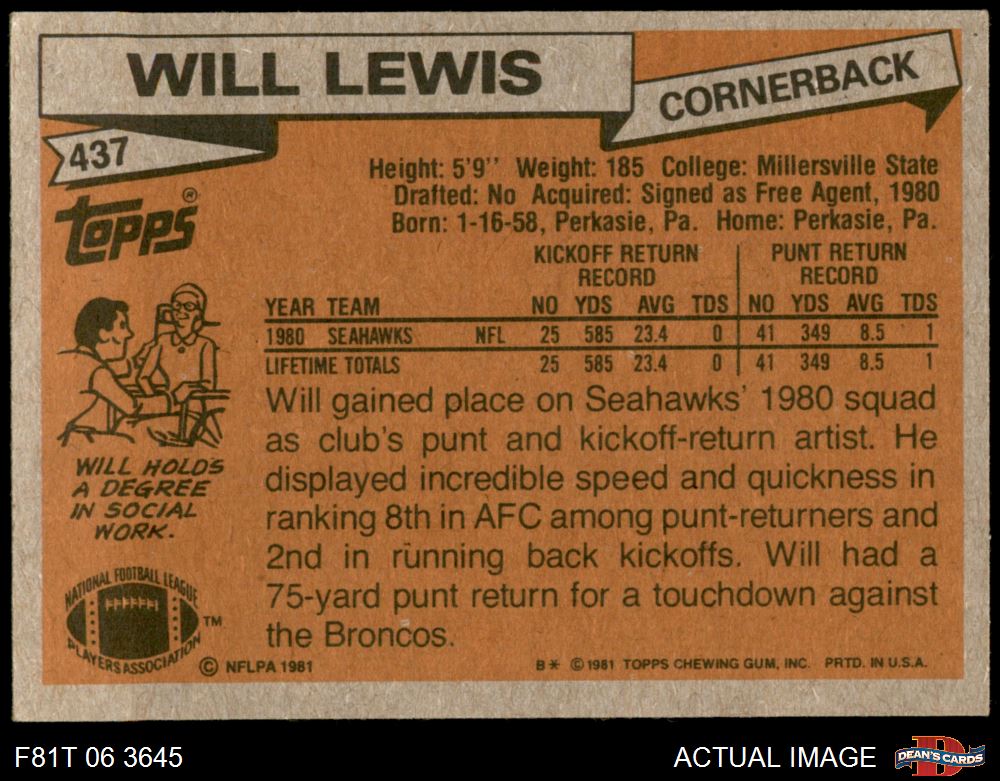 WILL LEWIS
CORNERBACK
437
Topps®
Height: 5'9'' Weight: 185 College: Millersville State
Drafted: No Acquired: Signed as Free Agent, 1980
Born: 1-16-58, Perkasie, Pa. Home: Perkasie, Pa.
KICKOFF RETURN RECORD PUNT RETURN RECORD
YEAR TEAM NO YDS AVG TDS NO YDS AVG TDS
1980 SEAHAWKS NFL 25 585 23.4 0 41 349 8.5 1
LIFETIME TOTALS 25 585 23.4 0 41 349 8.5 1
WILL HOLDS
A DEGREE
IN SOCIAL
WORK.
Will gained place on Seahawks' 1980 squad
as club's punt and kickoff-return artist. He
displayed incredible speed and quickness in
ranking 8th in AFC among punt-returners and
2nd in running back kickoffs. Will had a
75-yard punt return for a touchdown against
the Broncos.
NATIONAL FOOTBALL LEAGUE
PLAYERS ASSOCIATION
™
© NFLPA 1981
B* © 1981 TOPPS CHEWING GUM, INC. PRTD. IN U.S.A.
F81T 06 3645
ACTUAL IMAGE
D
DEAN'S CARDS